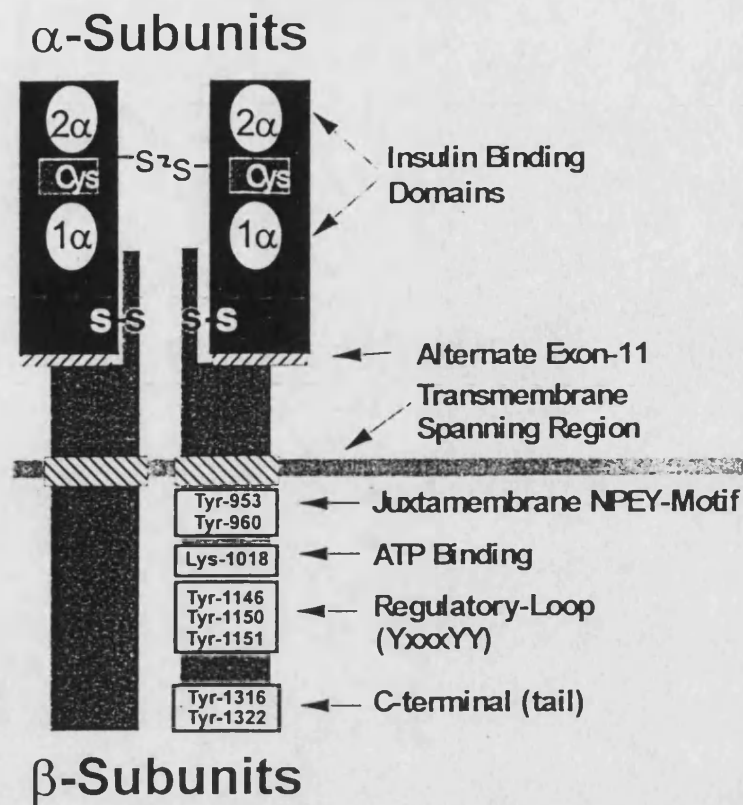 α-Subunits
2α
2α
Cys
S
S
Cys
Insulin Binding
Domains
1α
1α
S-S
S-S
Alternate Exon-11
Transmembrane
Spanning Region
Tyr-953
Tyr-960
Juxtamembrane NPEY-Motif
Lys-1018
ATP Binding
Tyr-1146
Tyr-1150
Tyr-1151
Regulatory-Loop
(YxxxYY)
Tyr-1316
Tyr-1322
C-terminal (tail)
β-Subunits